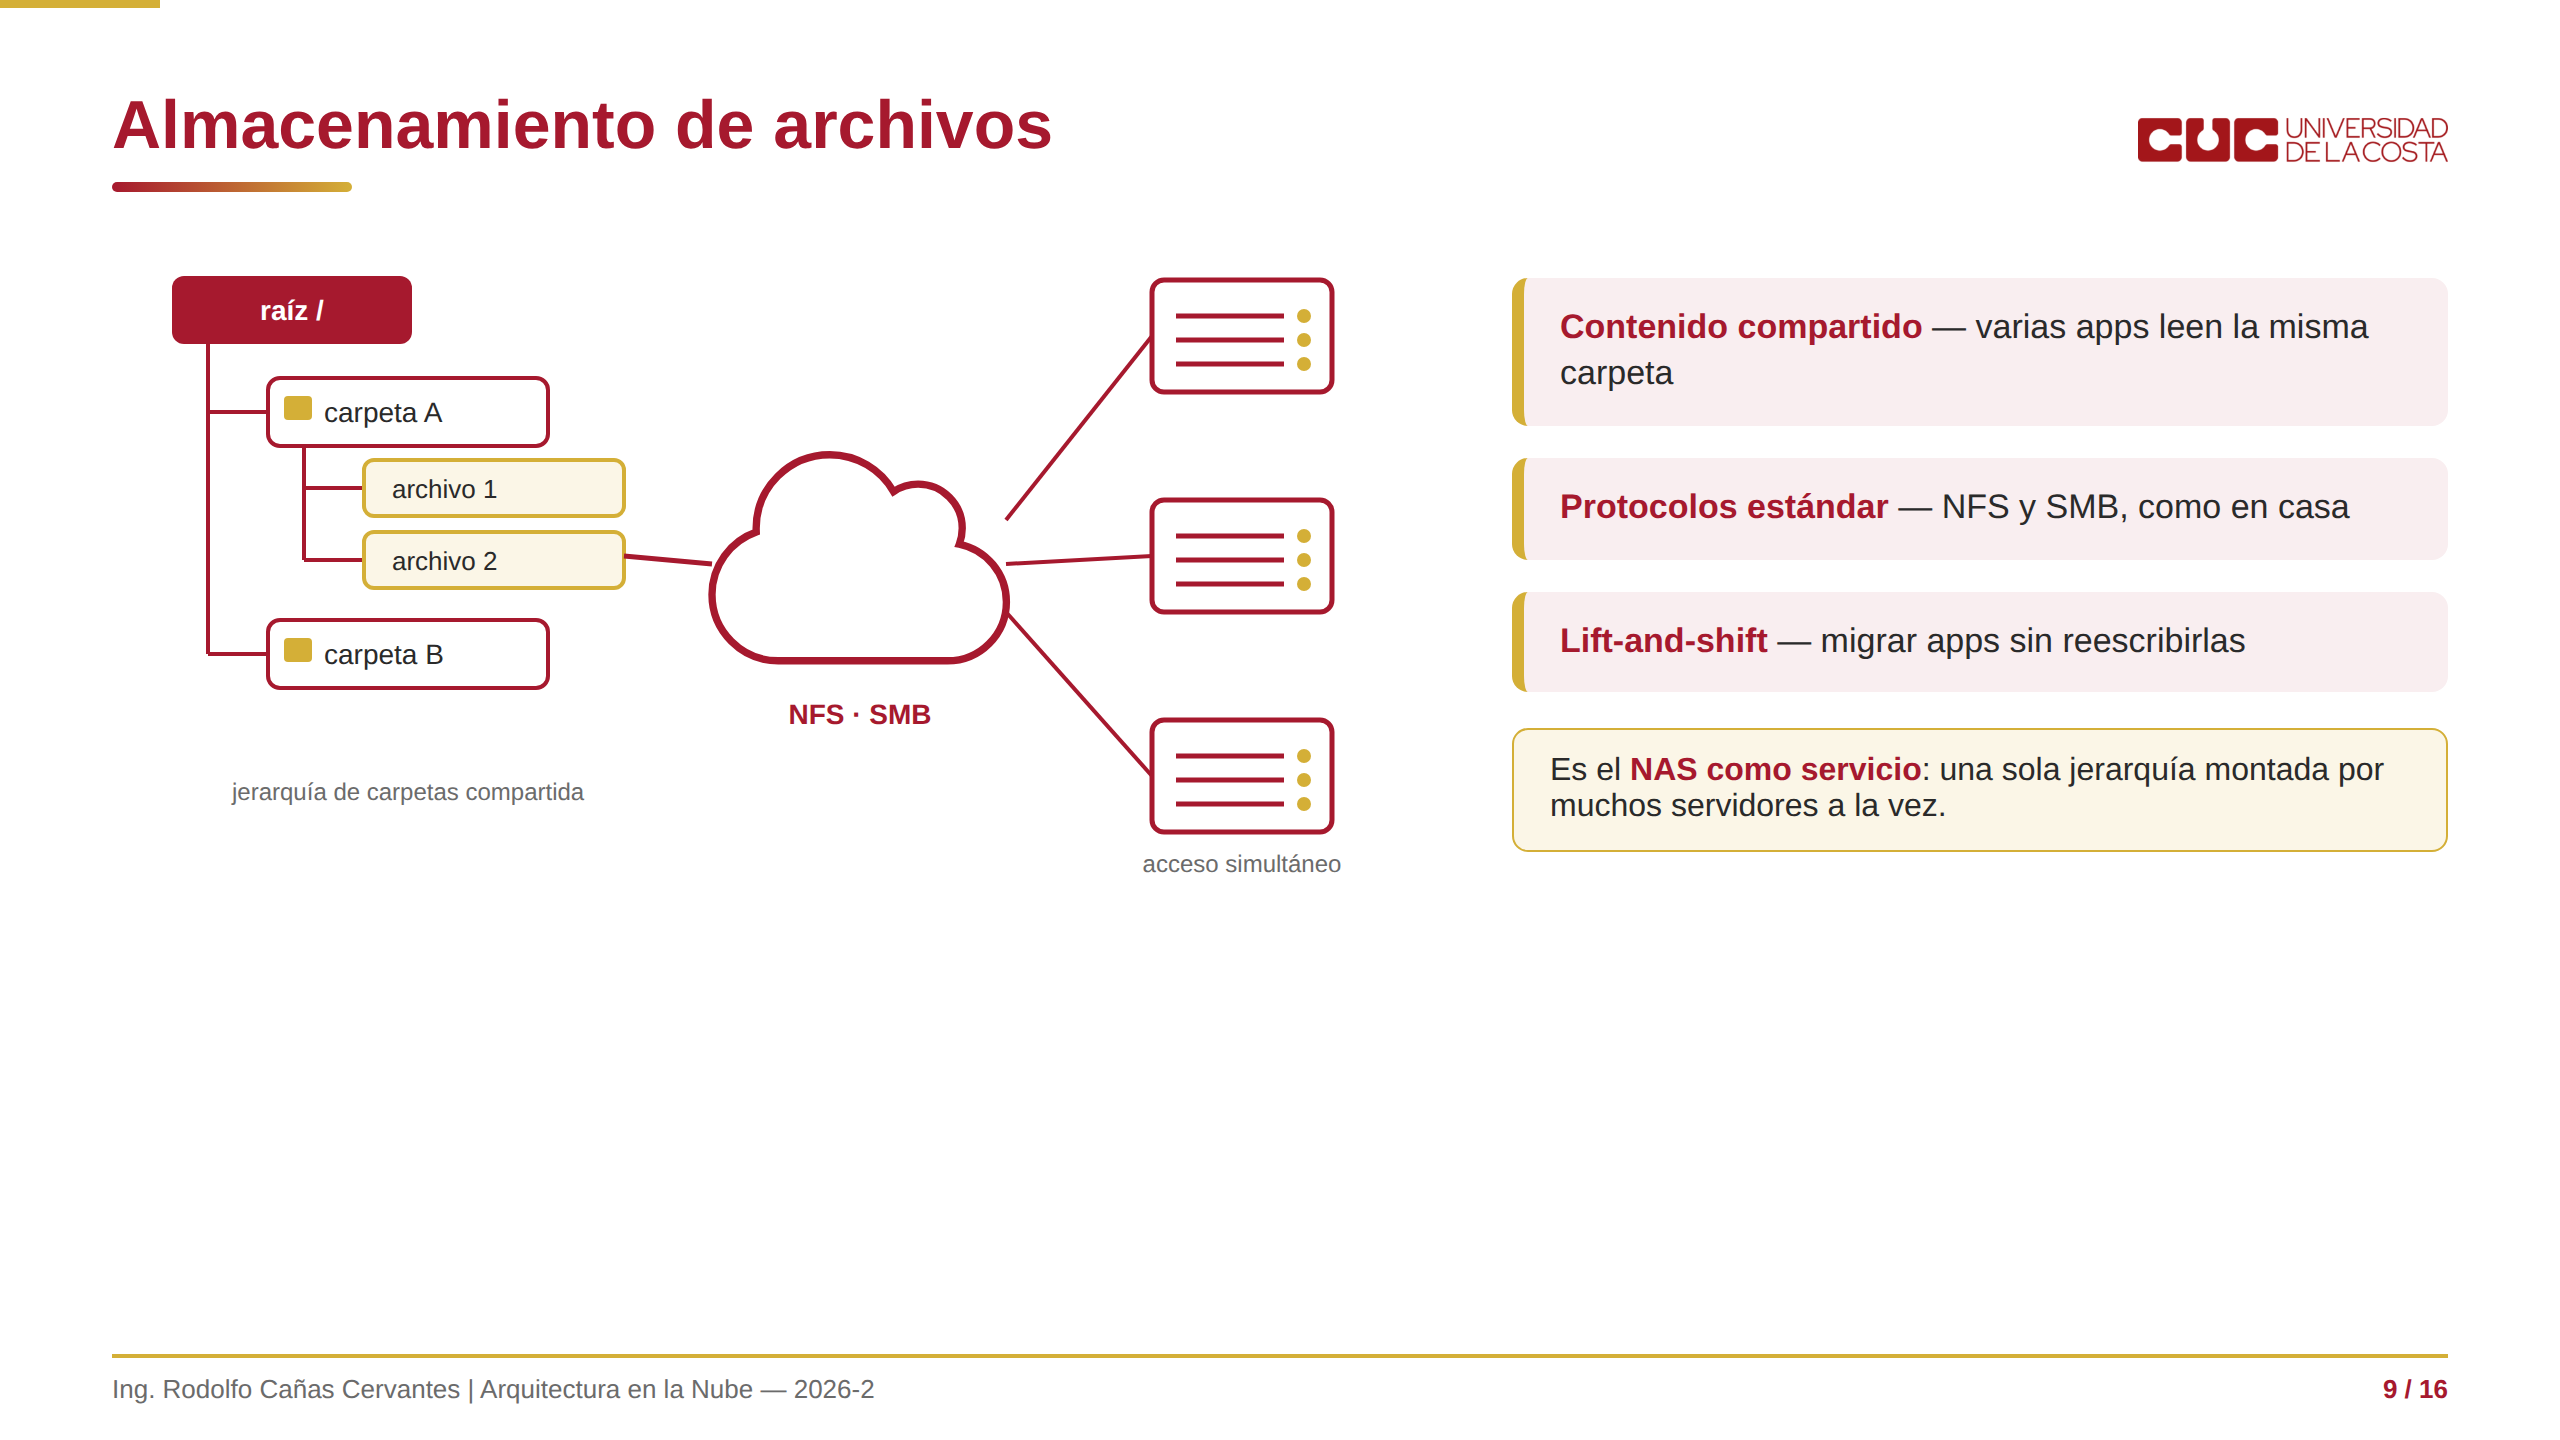 Almacenamiento de archivos
CUC UNIVERSIDAD
DE LA COSTA
raíz /
carpeta A
archivo 1
archivo 2
carpeta B
jerarquía de carpetas compartida
NFS · SMB
acceso simultáneo
Contenido compartido — varias apps leen la misma
carpeta
Protocolos estándar — NFS y SMB, como en casa
Lift-and-shift — migrar apps sin reescribirlas
Es el NAS como servicio: una sola jerarquía montada por
muchos servidores a la vez.
Ing. Rodolfo Cañas Cervantes | Arquitectura en la Nube — 2026-2
9 / 16